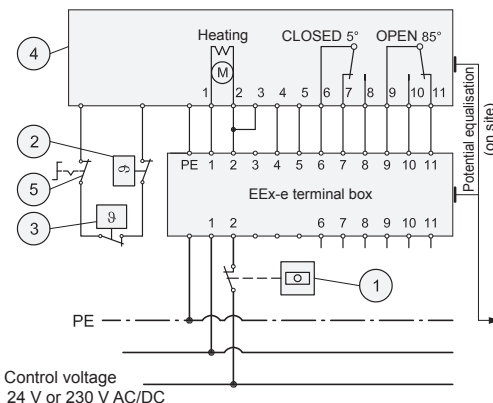 Heating
CLOSED 5° OPEN 85°
4
M
1 2 3 4 5 6 7 8 9 10 11
2
ϑ
5
3
ϑ
PE 1 2 3 4 5 6 7 8 9 10 11
EEx-e terminal box
1 2 6 7 8 9 10 11
Potential equalisation
(on site)
1
PE
Control voltage
24 V or 230 V AC/DC